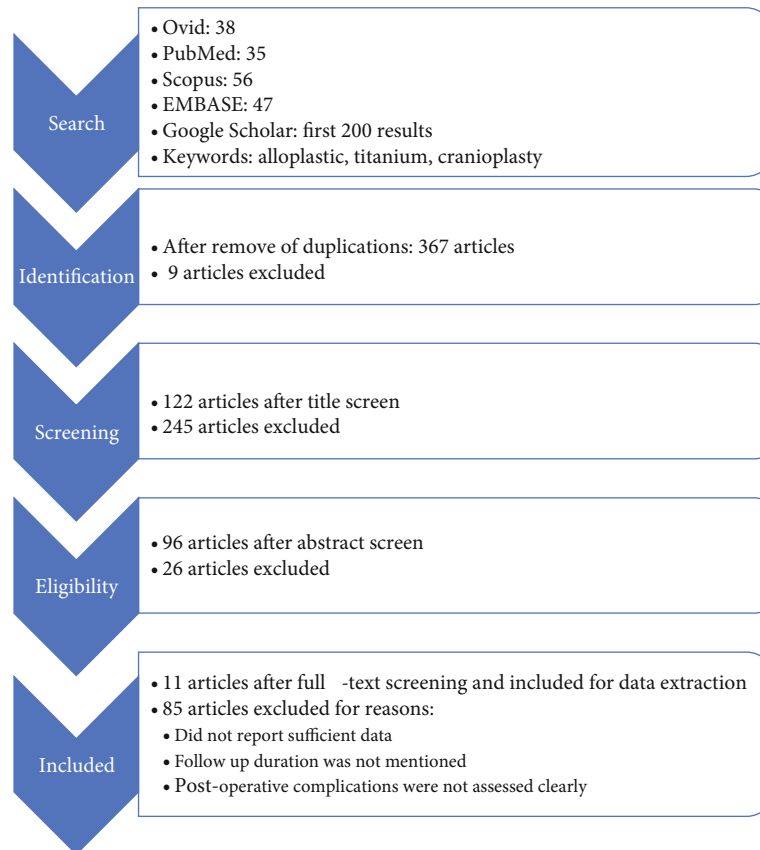 Search
• Ovid: 38
• PubMed: 35
• Scopus: 56
• EMBASE: 47
• Google Scholar: first 200 results
• Keywords: alloplastic, titanium, cranioplasty
Identification
• After remove of duplications: 367 articles
• 9 articles excluded
Screening
• 122 articles after title screen
• 245 articles excluded
Eligibility
• 96 articles after abstract screen
• 26 articles excluded
Included
• 11 articles after full -text screening and included for data extraction
• 85 articles excluded for reasons:
• Did not report sufficient data
• Follow up duration was not mentioned
• Post-operative complications were not assessed clearly